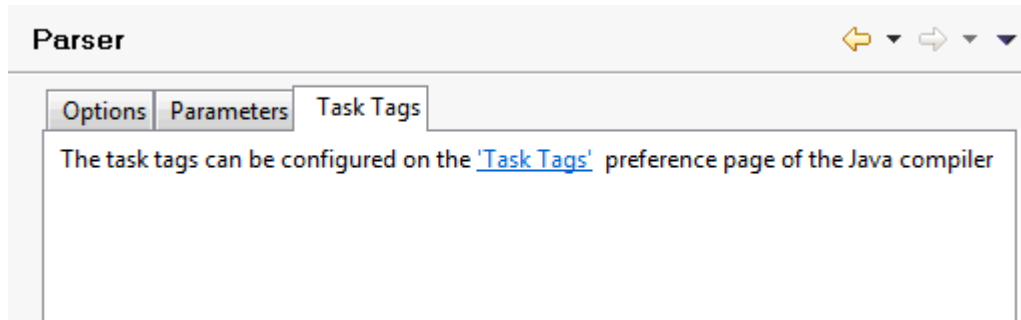 Parser
Options Parameters Task Tags
The task tags can be configured on the 'Task Tags' preference page of the Java compiler